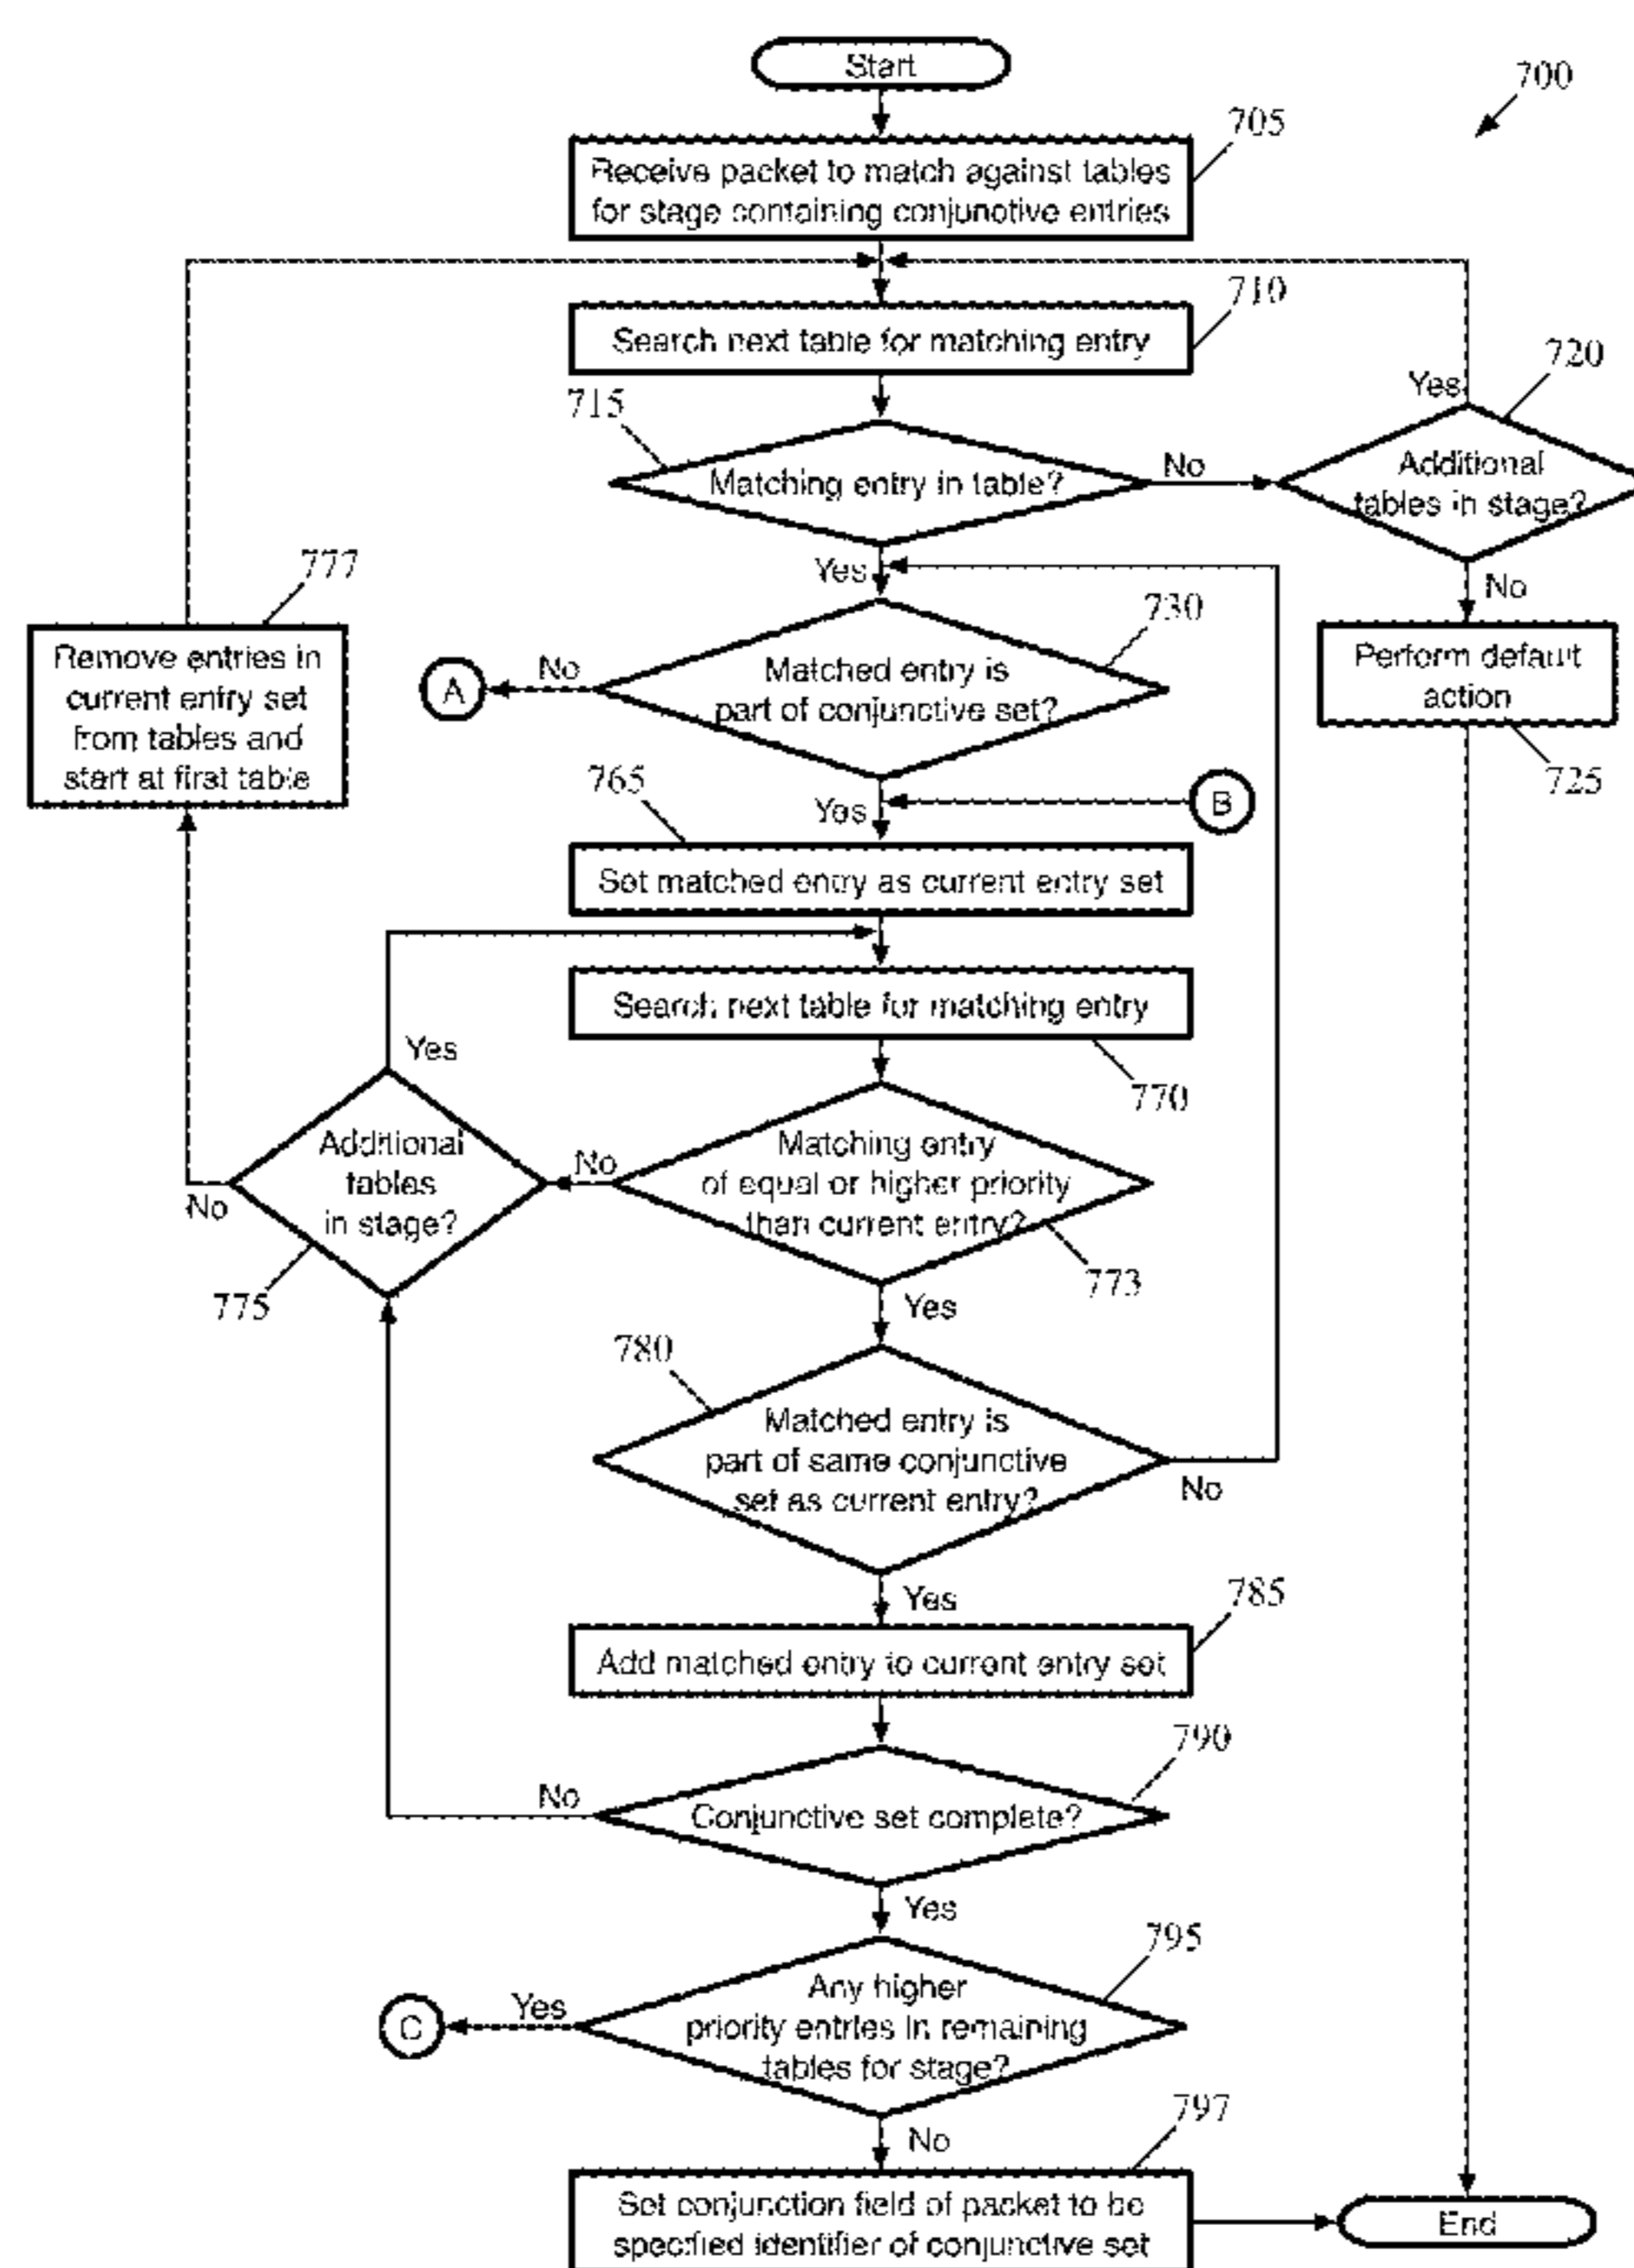 Start
700
705
Receive packet to match against tables
for stage containing conjunctive entries
710
Search next table for matching entry
715
Matching entry in table?
No
720
Yes
Additional
tables in stage?
No
Perform default
action
725
Yes
777
Remove entries in
current entry set
from tables and
start at first table
730
Matched entry is
part of conjunctive set?
No
A
Yes
B
765
Set matched entry as current entry set
Search next table for matching entry
770
Yes
Additional
tables
in stage?
No
775
No
Matching entry
of equal or higher priority
than current entry?
773
Yes
780
Matched entry is
part of same conjunctive
set as current entry?
No
Yes
785
Add matched entry to current entry set
790
No
Conjunctive set complete?
Yes
795
Any higher
priority entries in remaining
tables for stage?
Yes
C
No
797
Set conjunction field of packet to be
specified identifier of conjunctive set
End